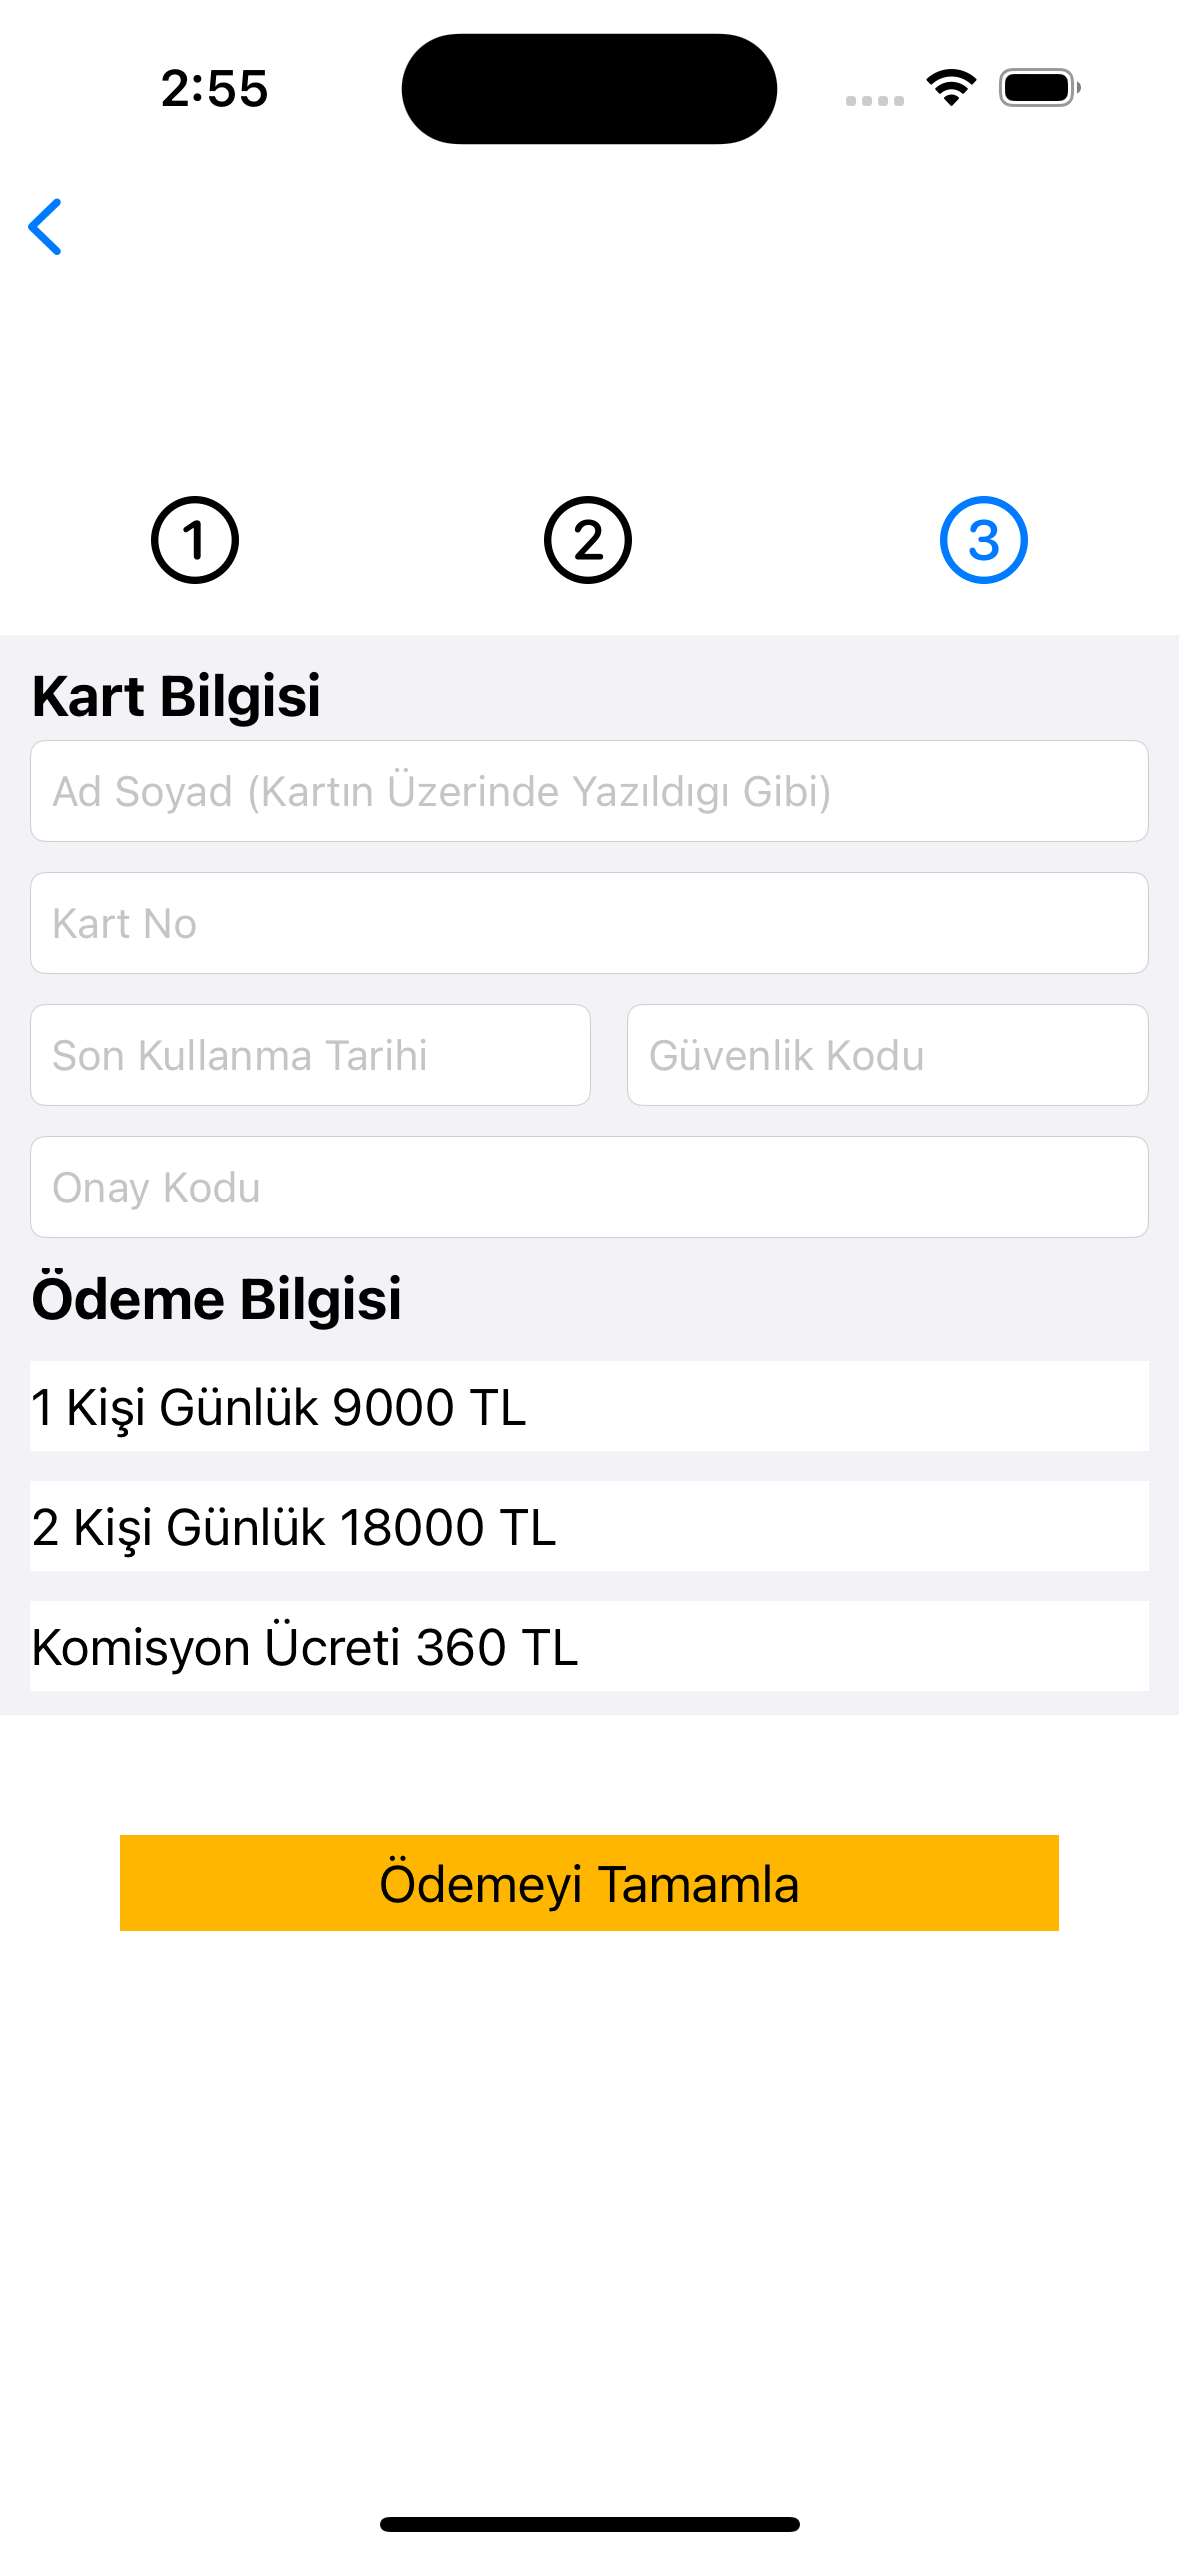 2:55
1 2 3
Kart Bilgisi
Ad Soyad (Kartın Üzerinde Yazıldıgı Gibi)
Kart No
Son Kullanma Tarihi Güvenlik Kodu
Onay Kodu
Ödeme Bilgisi
1 Kişi Günlük 9000 TL
2 Kişi Günlük 18000 TL
Komisyon Ücreti 360 TL
Ödemeyi Tamamla